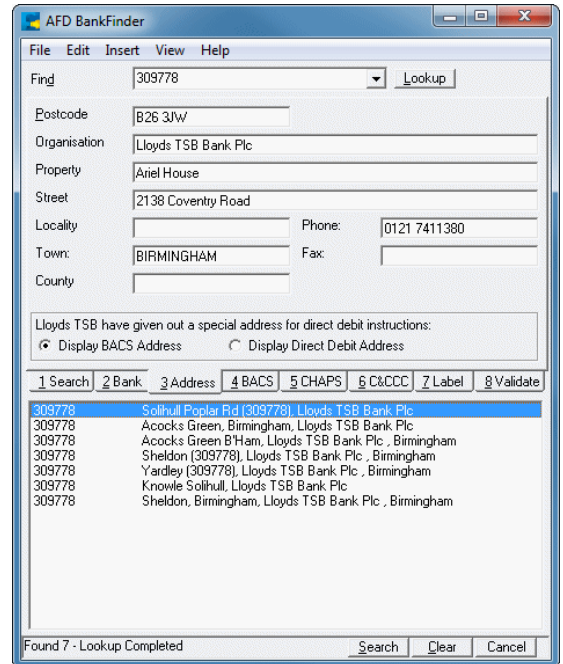 AFD BankFinder
File Edit Insert View Help
Find 309778 Lookup
Postcode B26 3JW
Organisation Lloyds TSB Bank Plc
Property Ariel House
Street 2138 Coventry Road
Locality Phone: 0121 7411380
Town: BIRMINGHAM Fax:
County
Lloyds TSB have given out a special address for direct debit instructions:
Display BACS Address Display Direct Debit Address
1 Search 2 Bank 3 Address 4 BACS 5 CHAPS 6 C&CCC 7 Label 8 Validate
309778 Solihull Poplar Rd (309778), Lloyds TSB Bank Plc
309778 Acocks Green, Birmingham, Lloyds TSB Bank Plc
309778 Acocks Green B'Ham, Lloyds TSB Bank Plc , Birmingham
309778 Sheldon (309778), Lloyds TSB Bank Plc , Birmingham
309778 Yardley (309778), Lloyds TSB Bank Plc , Birmingham
309778 Knowle Solihull, Lloyds TSB Bank Plc
309778 Sheldon, Birmingham, Lloyds TSB Bank Plc , Birmingham
Found 7 - Lookup Completed Search Clear Cancel